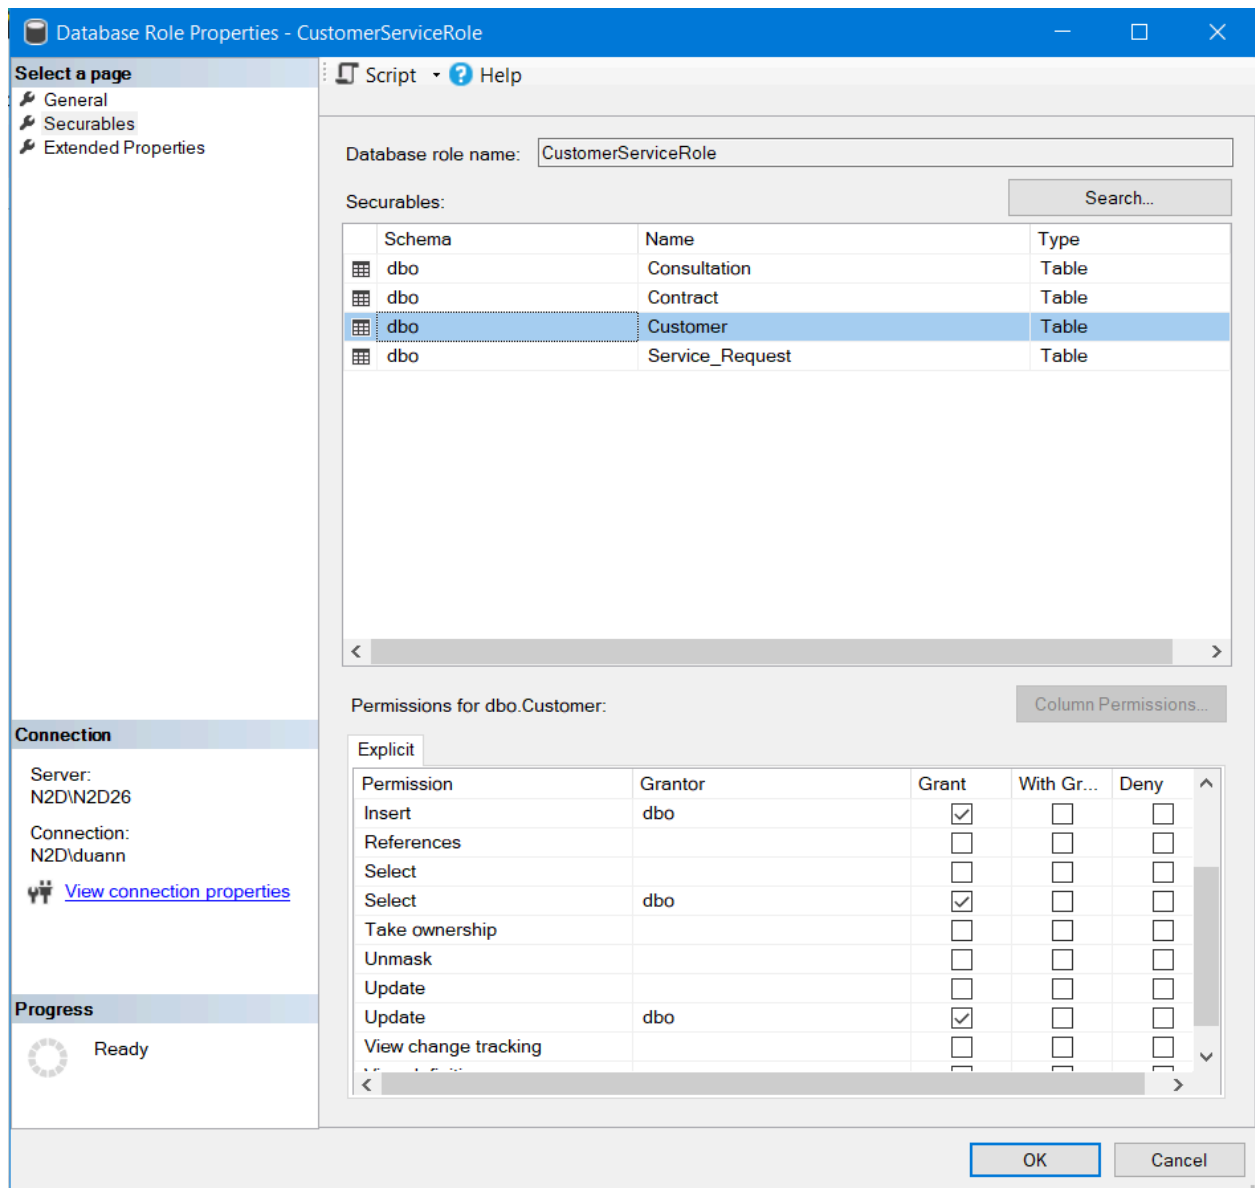 Database Role Properties - CustomerServiceRole
Select a page
General
Securables
Extended Properties
Script Help
Database role name: CustomerServiceRole
Securables: Search...
Schema Name Type
dbo Consultation Table
dbo Contract Table
dbo Customer Table
dbo Service_Request Table
Permissions for dbo.Customer: Column Permissions...
Explicit
Permission Grantor Grant With Gr... Deny
Insert dbo
References
Select
Select dbo
Take ownership
Unmask
Update
Update dbo
View change tracking
Connection
Server:
N2D\N2D26
Connection:
N2D\duann
View connection properties
Progress
Ready
OK Cancel